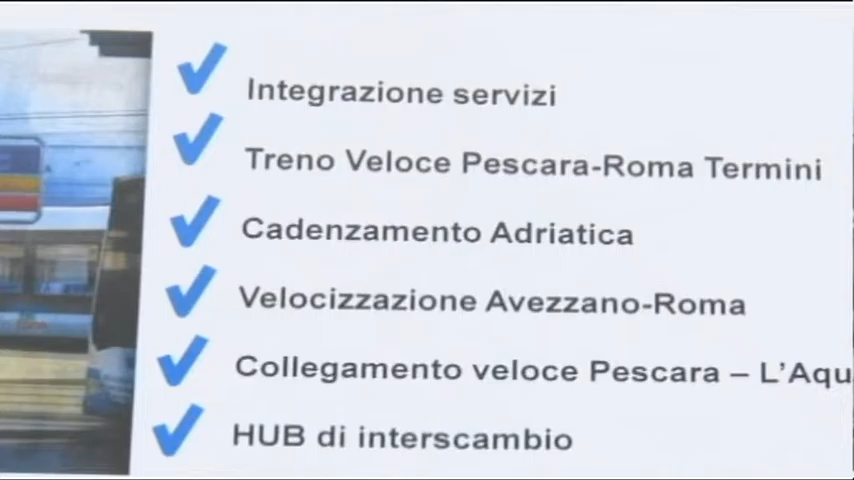 Integrazione servizi
Treno Veloce Pescara-Roma Termini
Cadenzamento Adriatica
Velocizzazione Avezzano-Roma
Collegamento veloce Pescara – L'Aqu
HUB di interscambio